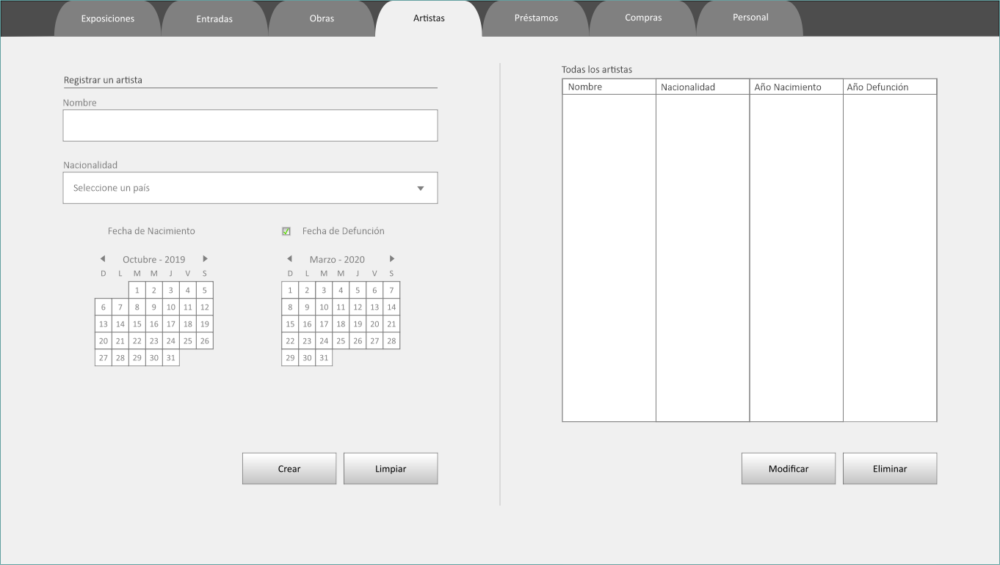 Exposiciones Entradas Obras Artistas Préstamos Compras Personal
Registrar un artista
Nombre
Nacionalidad
Seleccione un país
Fecha de Nacimiento
Octubre - 2019
D L M M J V S
1 2 3 4 5
6 7 8 9 10 11 12
13 14 15 16 17 18 19
20 21 22 23 24 25 26
27 28 29 30 31
Fecha de Defunción
Marzo - 2020
D L M M J V S
1 2 3 4 5 6 7
8 9 10 11 12 13 14
15 16 17 18 19 20 21
22 23 24 25 26 27 28
29 30 31
Crear Limpiar
Todas los artistas
Nombre Nacionalidad Año Nacimiento Año Defunción
Modificar Eliminar